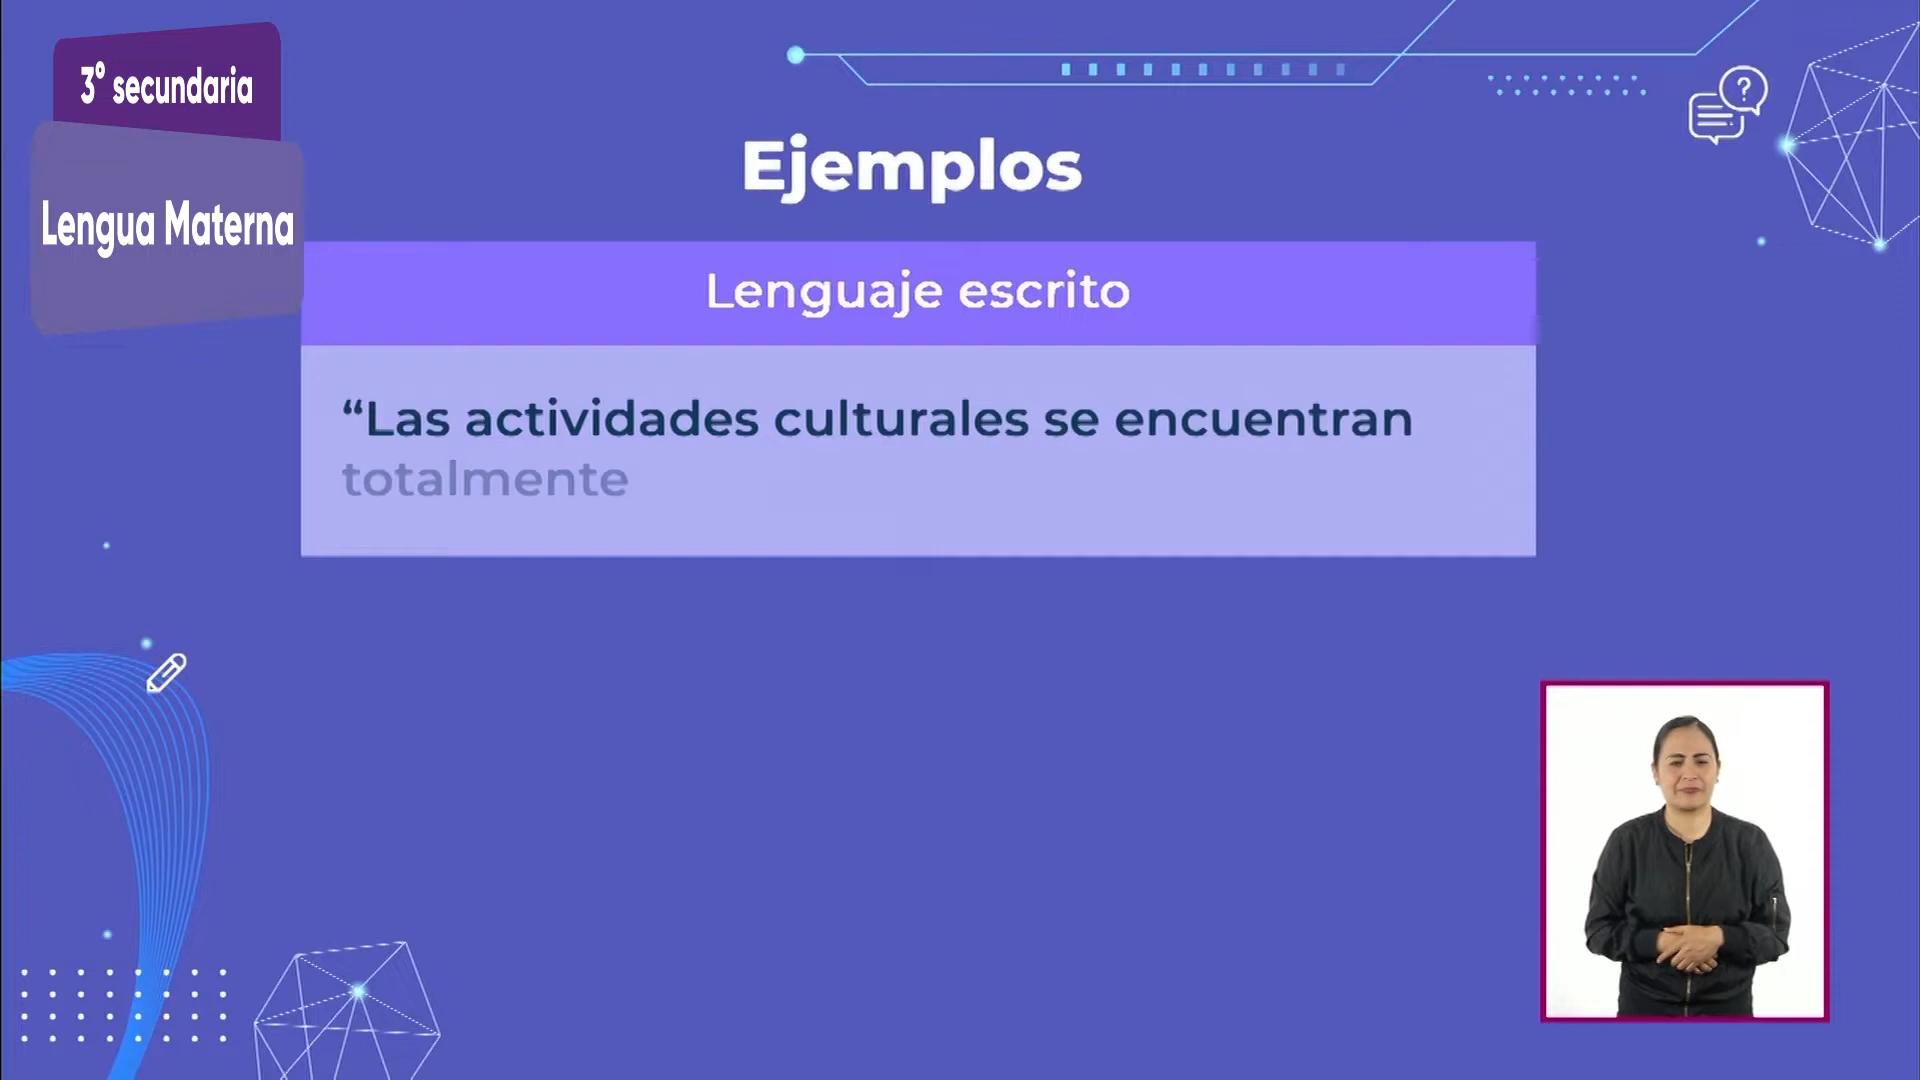 3° secundaria
Lengua Materna
Ejemplos
Lenguaje escrito
“Las actividades culturales se encuentran
totalmente
?